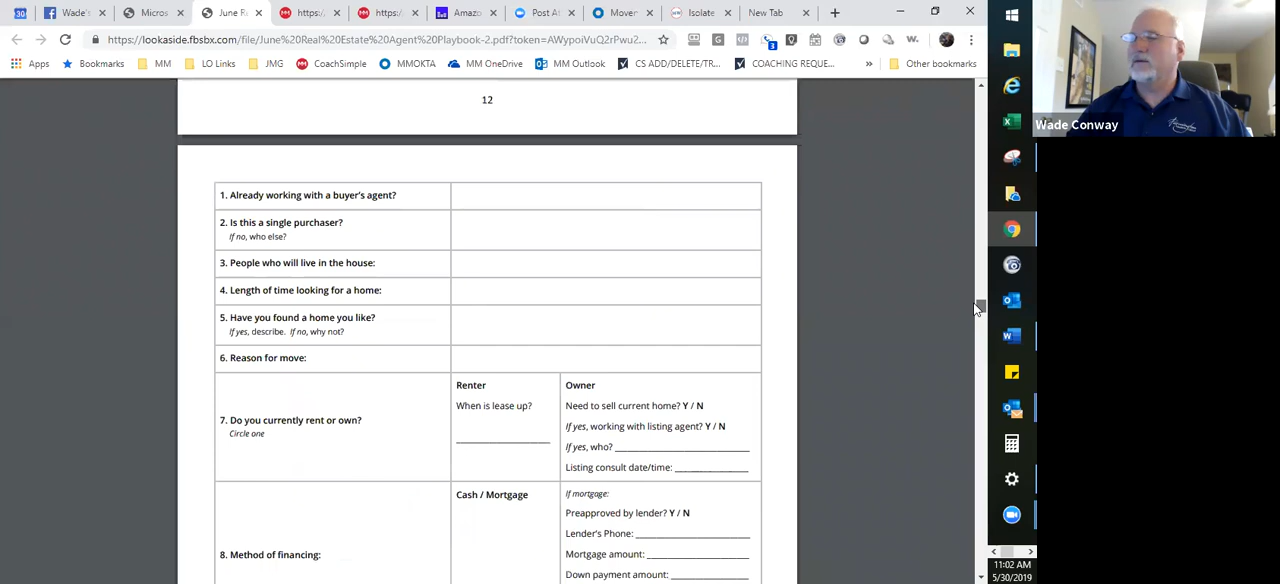 30
Wade's
Micros
June R
https:/
https:/
Amazo
Post A
Mover
Isolate
New Tab
https://lookaside.fbsbx.com/file/June%20Real%20Estate%20Agent%20Playbook-2.pdf?token=AWypoiVuQ2rPwu2...
Apps
Bookmarks
MM
LO Links
JMG
CoachSimple
MMOKTA
MM OneDrive
MM Outlook
CS ADD/DELETE/TR...
COACHING REQUE...
»
Other bookmarks
Wade Conway
12
1. Already working with a buyer's agent?
2. Is this a single purchaser?
If no, who else?
3. People who will live in the house:
4. Length of time looking for a home:
5. Have you found a home you like?
If yes, describe. If no, why not?
6. Reason for move:
7. Do you currently rent or own?
Circle one
Renter
When is lease up?
Owner
Need to sell current home? Y / N
If yes, working with listing agent? Y / N
If yes, who?
Listing consult date/time:
8. Method of financing:
Cash / Mortgage
If mortgage:
Preapproved by lender? Y / N
Lender's Phone:
Mortgage amount:
Down payment amount:
11:02 AM
5/30/2019